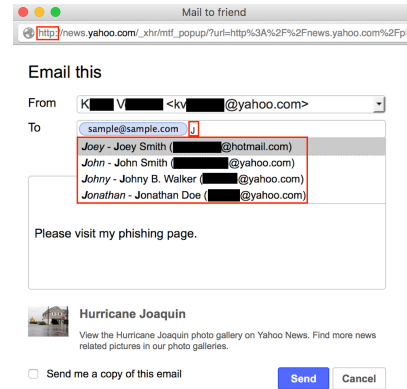 Mail to friend
http://news.yahoo.com/_xhr/mtf_popup/?url=http%3A%2F%2Fnews.yahoo.com%2Fp
Email this
From K V <kv @yahoo.com>
To sample@sample.com J
Joey - Joey Smith ( @hotmail.com)
John - John Smith ( @yahoo.com)
Johny - Johny B. Walker ( @yahoo.com)
Jonathan - Jonathan Doe ( @yahoo.com)
Please visit my phishing page.
Hurricane Joaquin
View the Hurricane Joaquin photo gallery on Yahoo News. Find more news
related pictures in our photo galleries.
Send me a copy of this email
Send Cancel